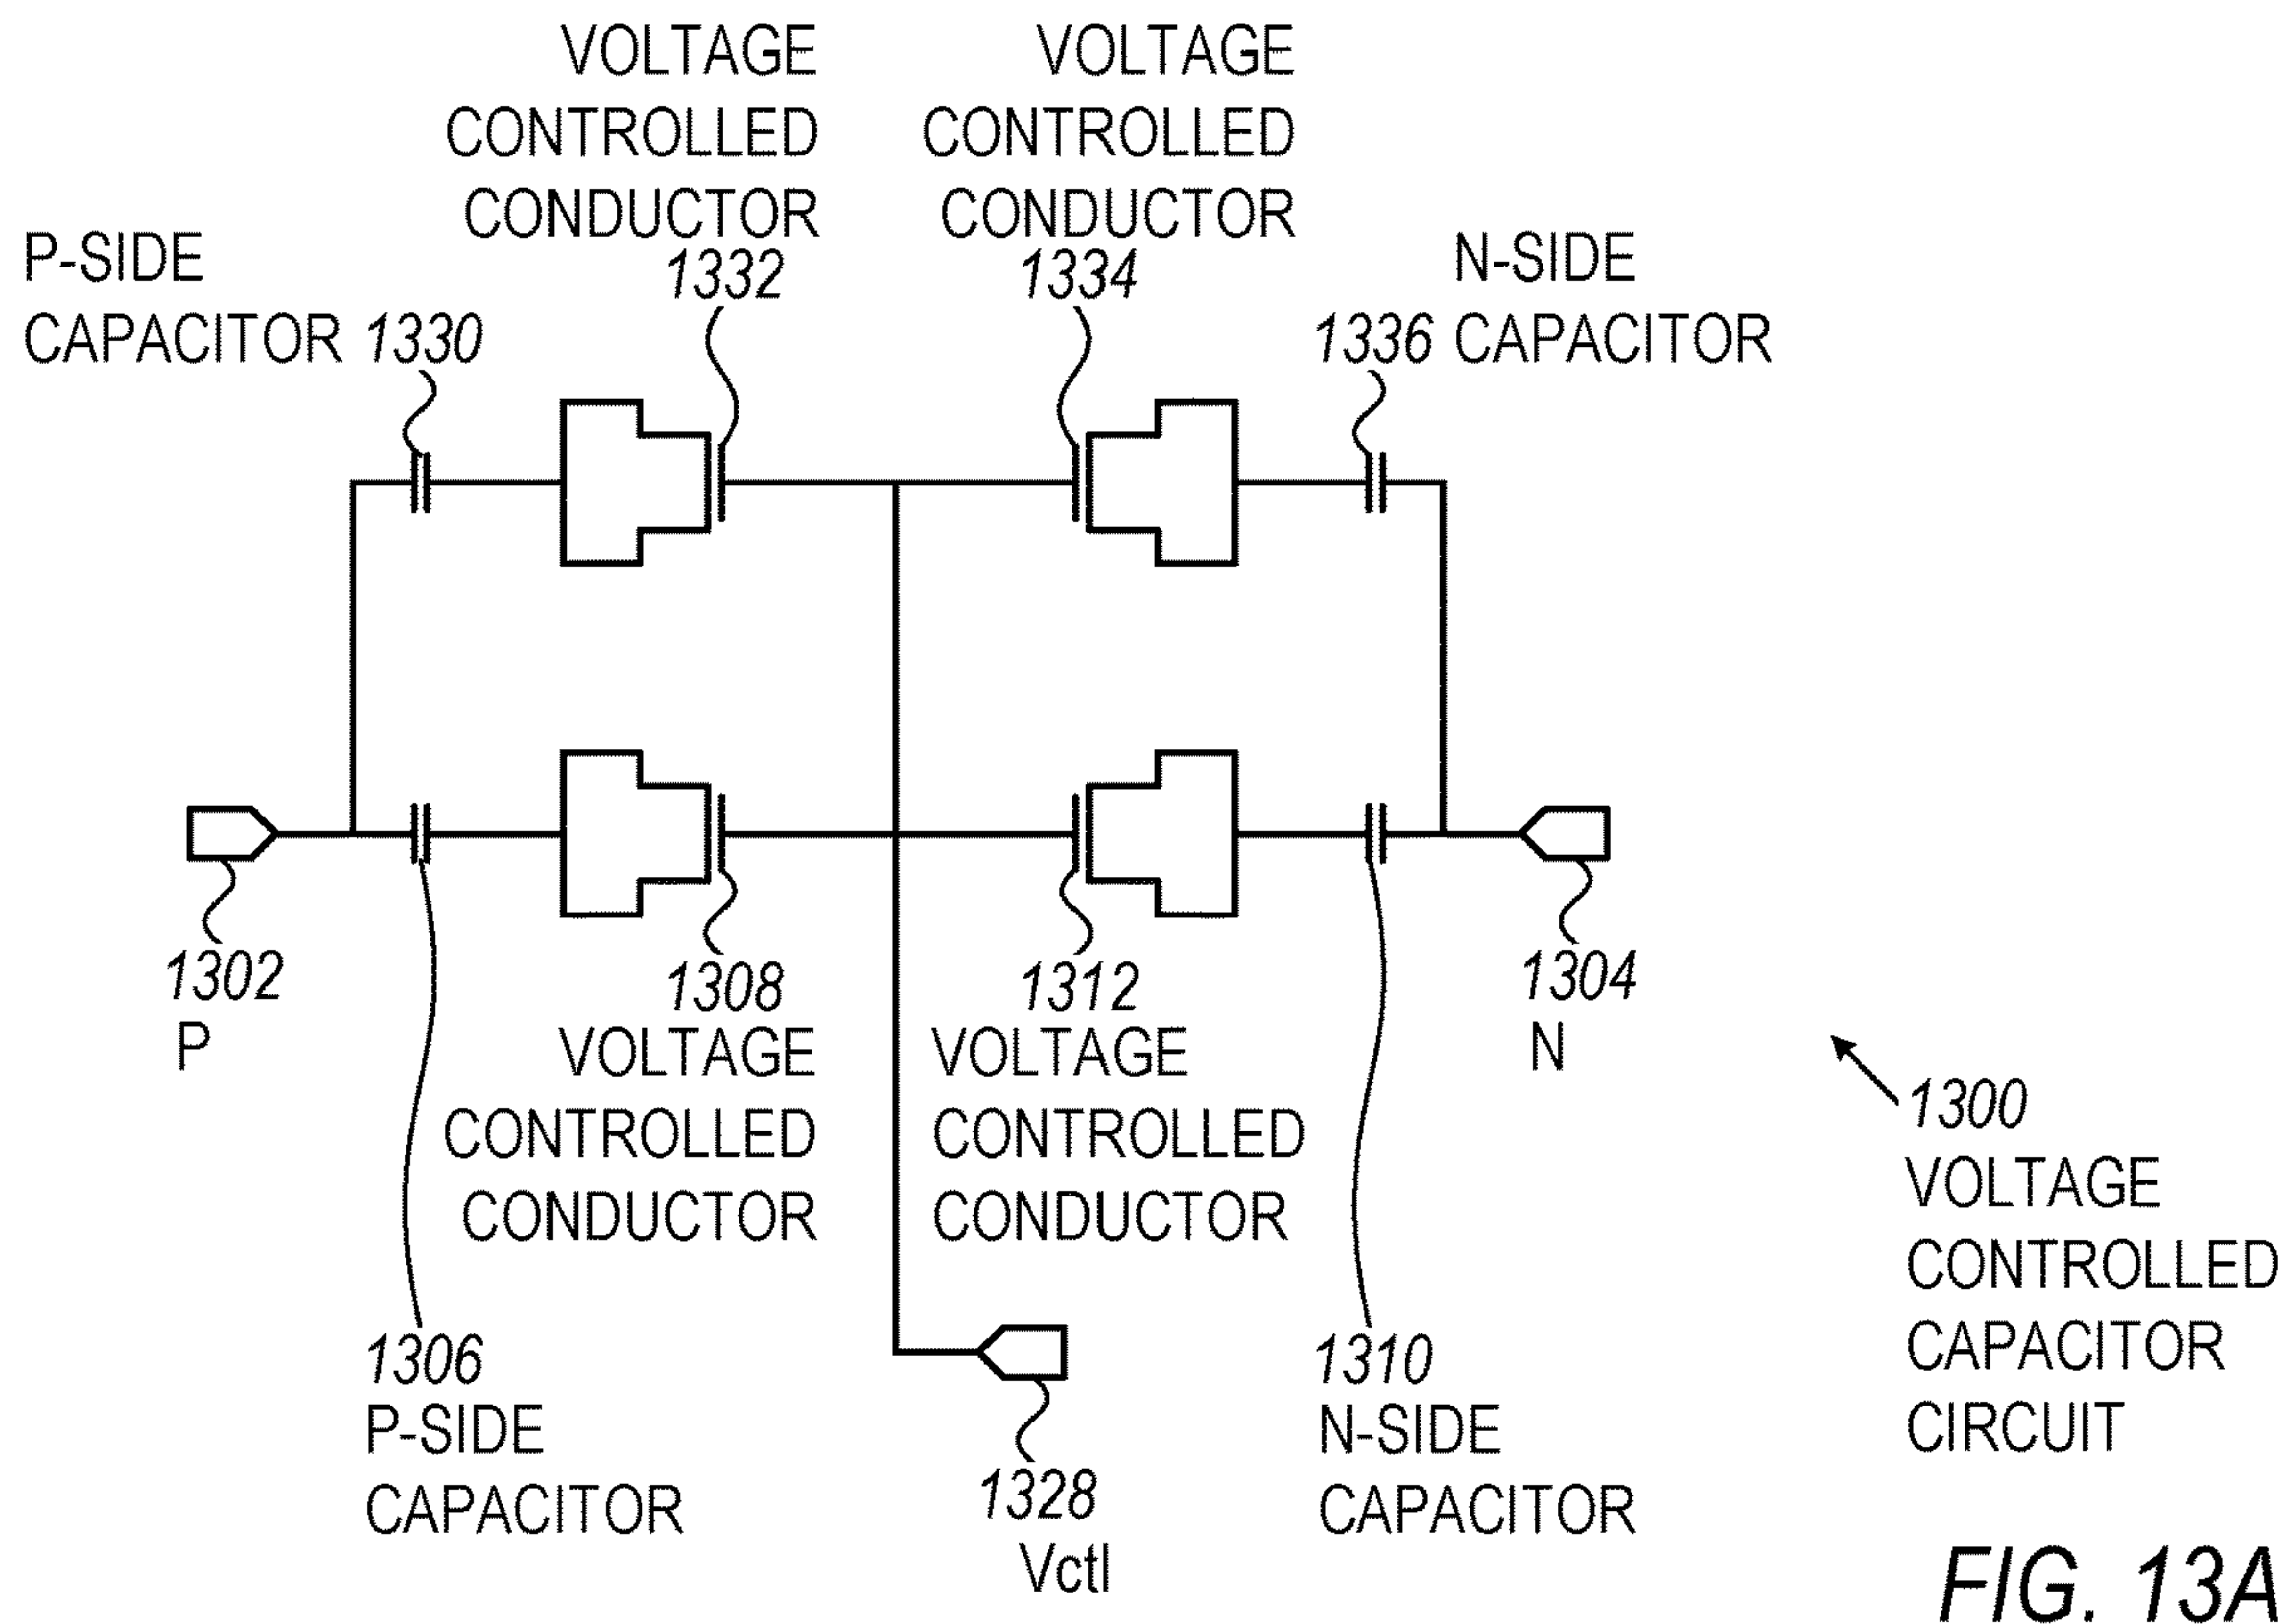 VOLTAGE
CONTROLLED
CONDUCTOR
1332
VOLTAGE
CONTROLLED
CONDUCTOR
1334
P-SIDE
CAPACITOR 1330
N-SIDE
1336 CAPACITOR
1302
P
1308
VOLTAGE
CONTROLLED
CONDUCTOR
1312
VOLTAGE
CONTROLLED
CONDUCTOR
1304
N
1306
P-SIDE
CAPACITOR
1328
Vctl
1310
N-SIDE
CAPACITOR
1300
VOLTAGE
CONTROLLED
CAPACITOR
CIRCUIT
FIG. 13A